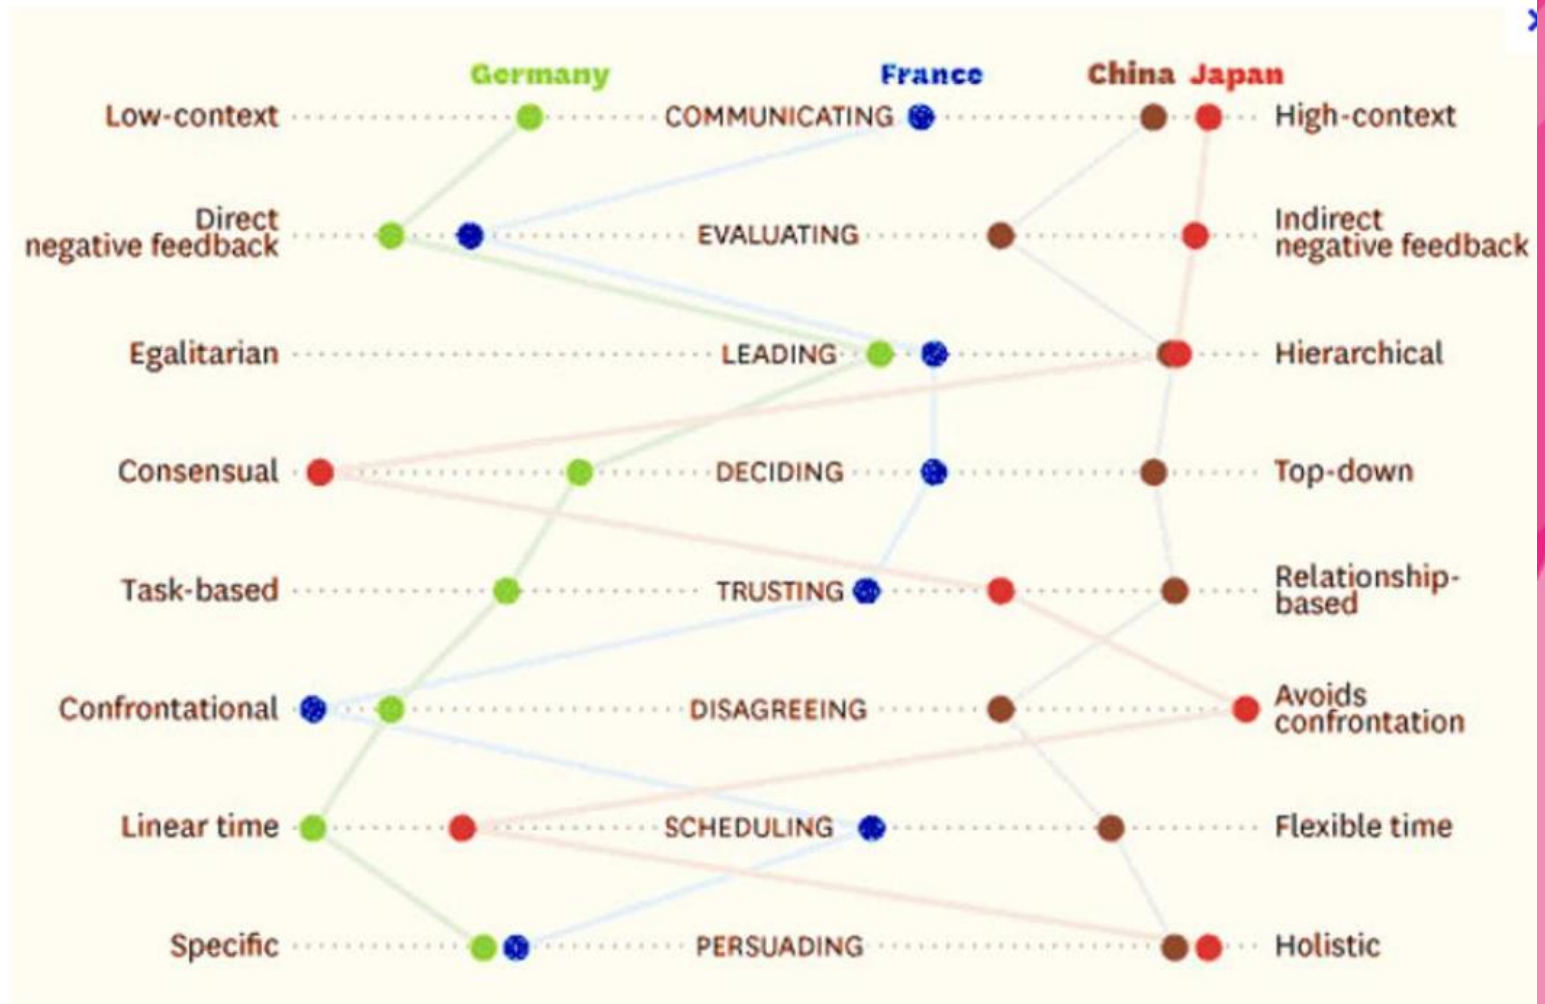 Germany France China Japan
Low-context COMMUNICATING High-context
Direct
negative feedback
EVALUATING
Indirect
negative feedback
Egalitarian LEADING Hierarchical
Consensual DECIDING Top-down
Task-based TRUSTING
Relationship-
based
Confrontational DISAGREEING
Avoids
confrontation
Linear time SCHEDULING Flexible time
Specific PERSUADING Holistic